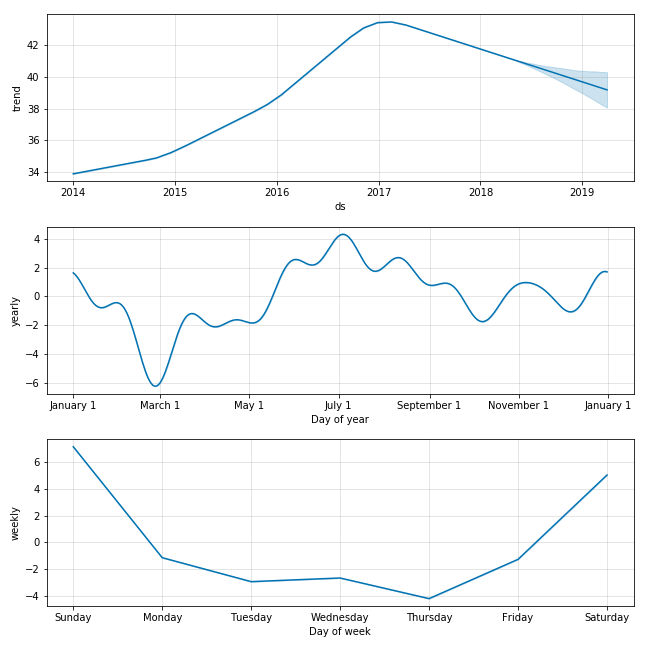 42
40
38
36
34
trend
2014 2015 2016 2017 2018 2019
ds
4
2
0
−2
−4
−6
yearly
January 1 March 1 May 1 July 1 September 1 November 1 January 1
Day of year
6
4
2
0
−2
−4
weekly
Sunday Monday Tuesday Wednesday Thursday Friday Saturday
Day of week